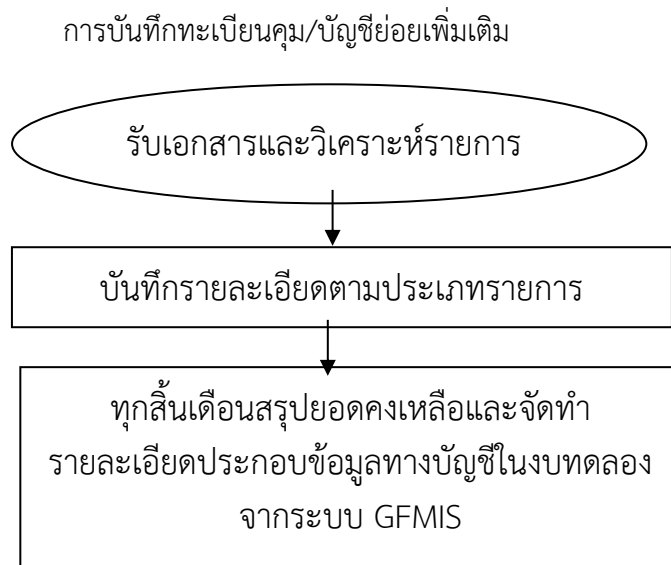 การบันทึกทะเบียนคุม/บัญชีย่อยเพิ่มเติม
รับเอกสารและวิเคราะห์รายการ
บันทึกรายละเอียดตามประเภทรายการ
ทุกสิ้นเดือนสรุปยอดคงเหลือและจัดทำ
รายละเอียดประกอบข้อมูลทางบัญชีในงบทดลอง
จากระบบ GFMIS